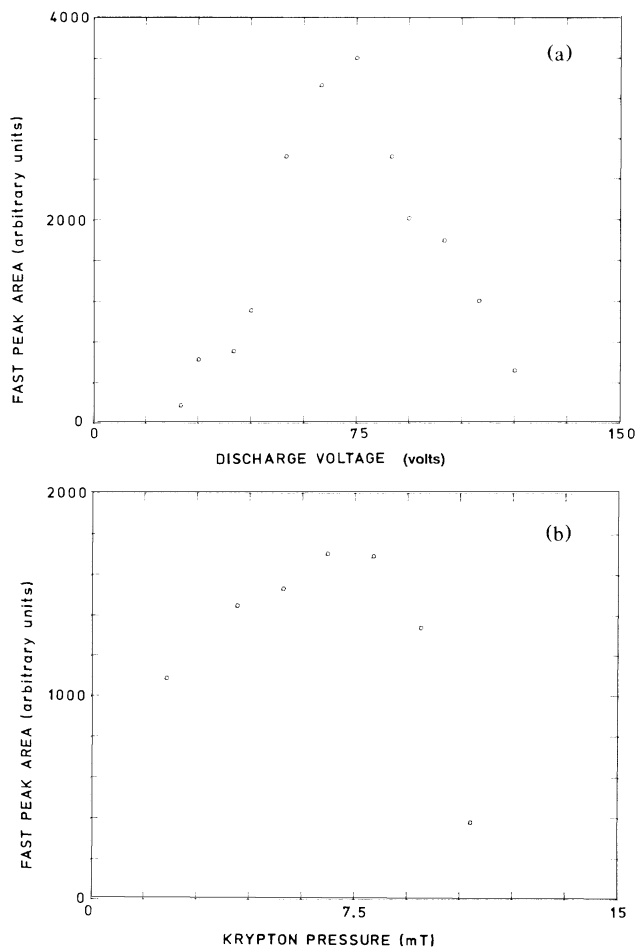 4000
(a)
FAST PEAK AREA (arbitrary units)
2000
0
0 75 150
DISCHARGE VOLTAGE (volts)
2000
(b)
FAST PEAK AREA (arbitrary units)
1000
0
0 7.5 15
KRYPTON PRESSURE (mT)